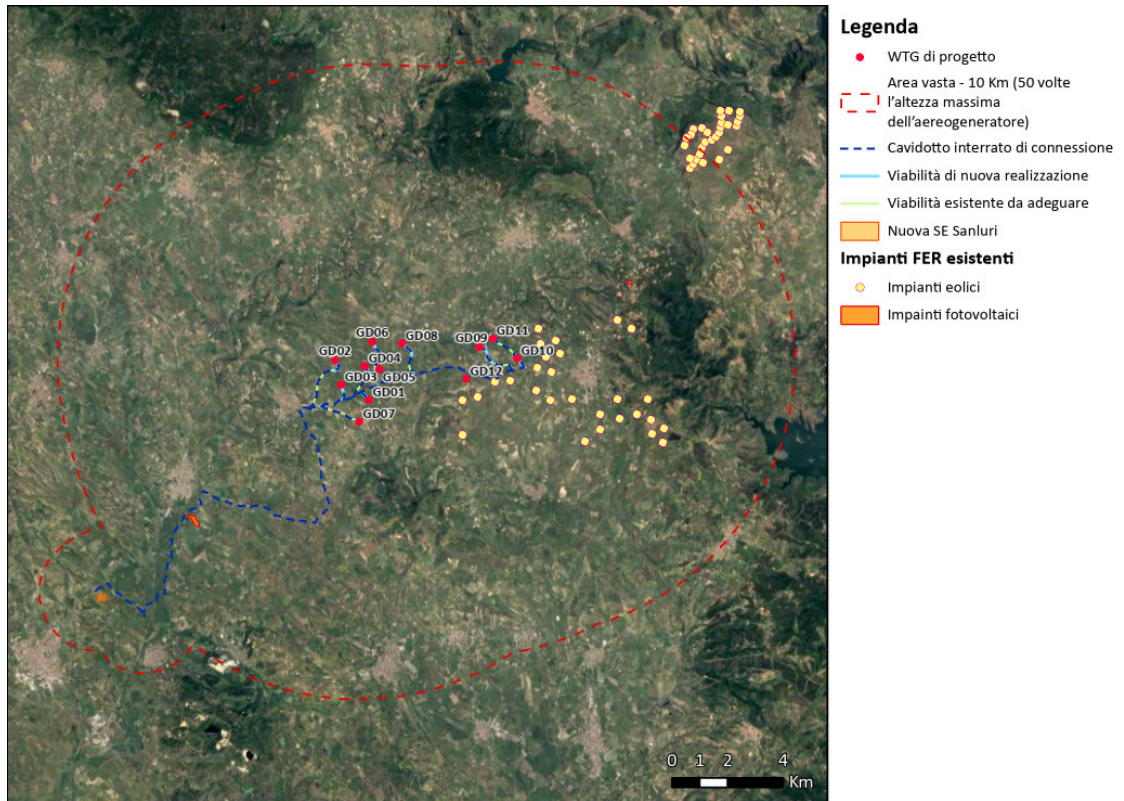 Legenda
WTG di progetto
Area vasta - 10 Km (50 volte
l'altezza massima
dell'aereogeneratore)
Cavidotto interrato di connessione
Viabilità di nuova realizzazione
Viabilità esistente da adeguare
Nuova SE Sanluri
Impianti FER esistenti
Impianti eolici
Impainti fotovoltaici
GD06
GD08
GD11
GD09
GD02
GD10
GD04
GD05
GD12
GD03
GD01
GD07
0 1 2 4
Km